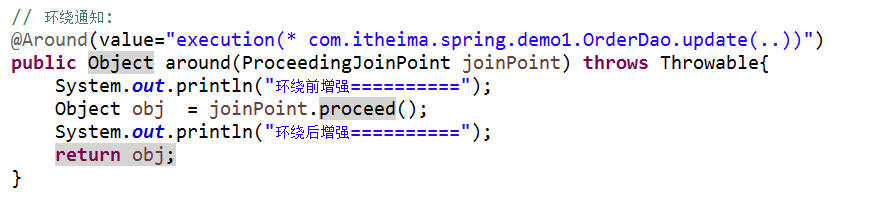 // 环绕通知:
@Around(value="execution(* com.itheima.spring.demo1.OrderDao.update(..))")
public Object around(ProceedingJoinPoint joinPoint) throws Throwable{
    System.out.println("环绕前增强==========");
    Object obj  = joinPoint.proceed();
    System.out.println("环绕后增强==========");
    return obj;
}